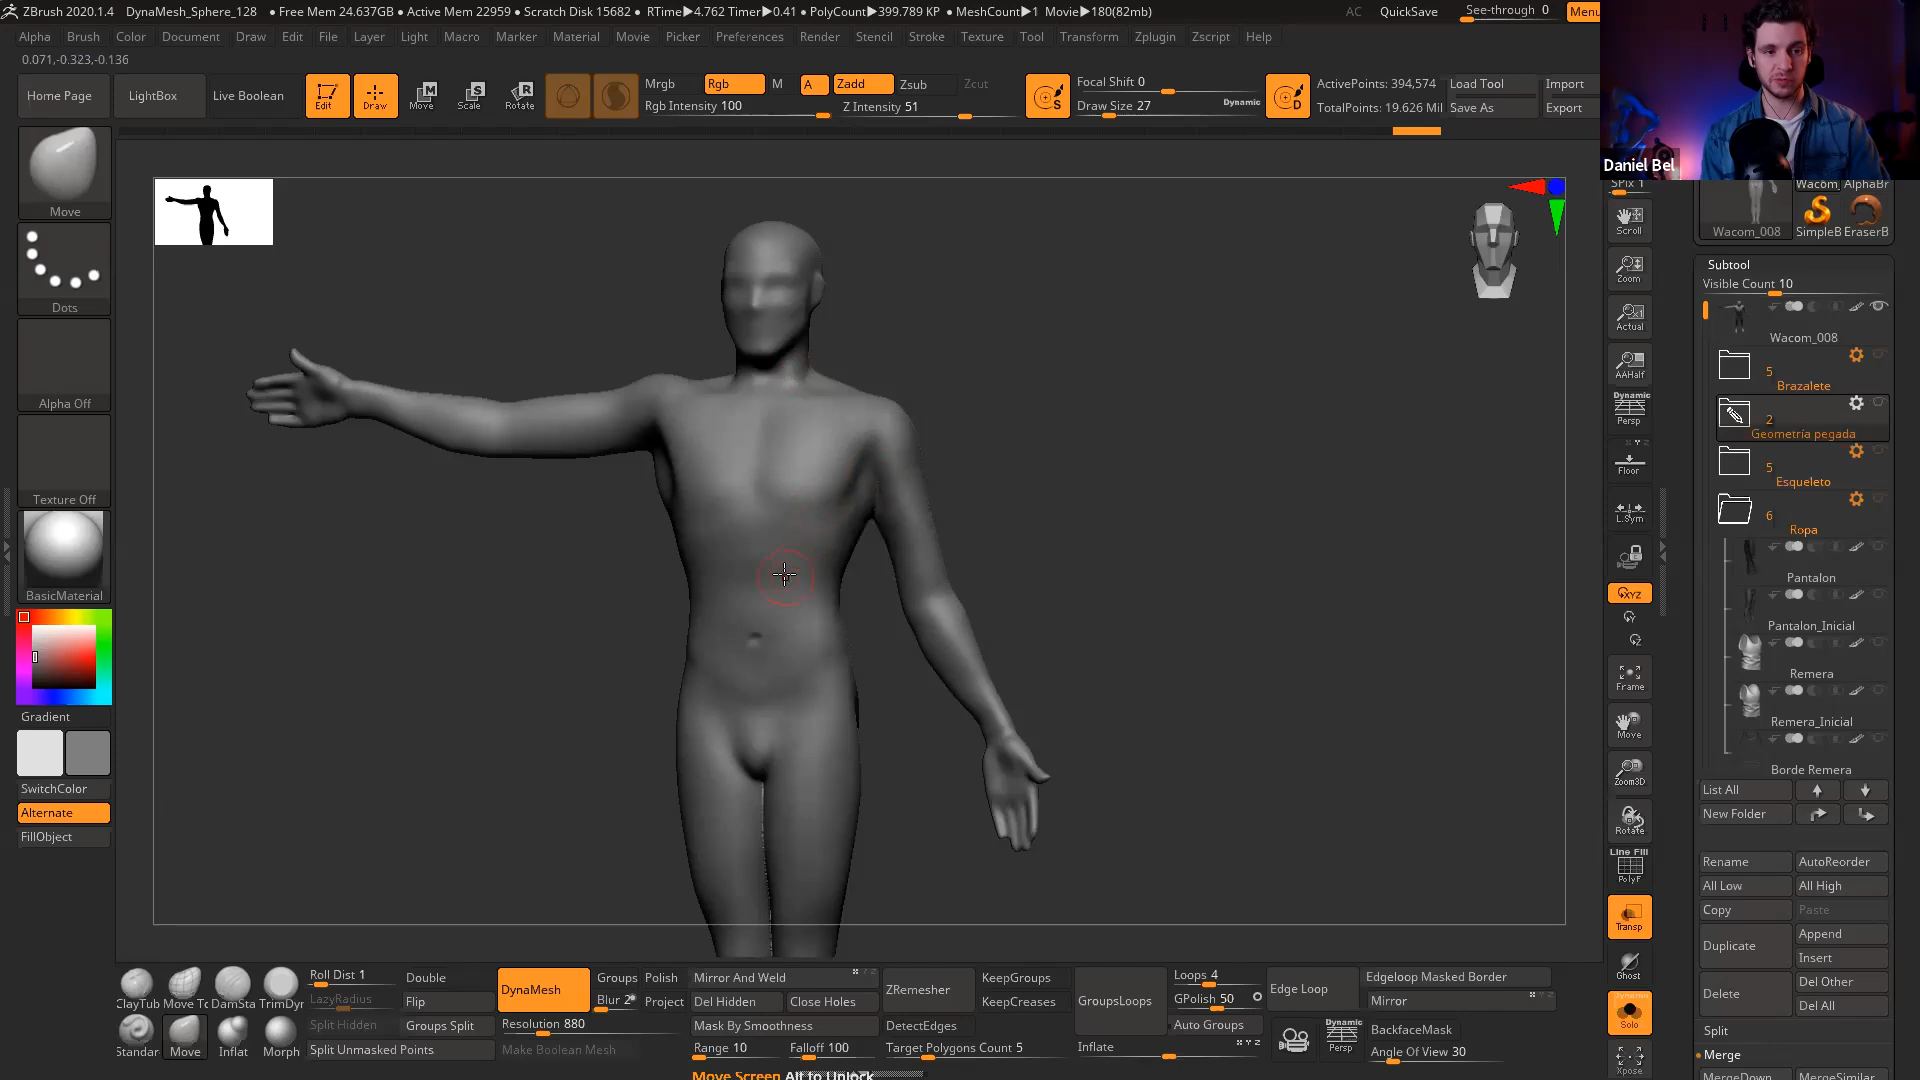 ZBrush 2020.1.4 DynaMesh_Sphere_128 ● Free Mem 24.637GB ● Active Mem 22959 ● Scratch Disk 15682 ● RTime▶4.762 Timer▶0.41 ● PolyCount▶399.789 KP ● MeshCount▶1 Movie▶180(82mb) AC QuickSave See-through 0 Menu
Alpha Brush Color Document Draw Edit File Layer Light Macro Marker Material Movie Picker Preferences Render Stencil Stroke Texture Tool Transform Zplugin Zscript Help
0.071,-0.323,-0.136
Home Page LightBox Live Boolean Edit Draw Move Scale Rotate
Mrgb Rgb M A Zadd Zsub Zcut
Rgb Intensity 100 Z Intensity 51
Focal Shift 0
Draw Size 27 Dynamic
ActivePoints: 394,574
TotalPoints: 19.626 Mil
Load Tool Import
Save As Export
Daniel Bel
Move
Dots
Alpha Off
Texture Off
BasicMaterial
Gradient
SwitchColor
Alternate
FillObject
SPix 1
Scroll
Zoom
Actual
AAHalf
Dynamic
Persp
Floor
L.Sym
XYZ
Frame
Move
Zoom3D
Rotate
Line Fill
PolyF
Transp
Ghost
Dynamic
Solo
Xpose
Wacom_ AlphaBr
Wacom_008 SimpleB EraserB
Subtool
Visible Count 10
Wacom_008
5
Brazalete
2
Geometría pegada
5
Esqueleto
6
Ropa
Pantalon
Pantalon_Inicial
Remera
Remera_Inicial
Borde Remera
List All
New Folder
Rename AutoReorder
All Low All High
Copy Paste
Duplicate Append
Insert
Delete Del Other
Del All
Split
Merge
MergeDown MergeSimilar
ClayTub Move To DamSta TrimDyn
Standar Move Inflat Morph
Roll Dist 1 Double
LazyRadius Flip
Split Hidden Groups Split
Split Unmasked Points
DynaMesh Groups Polish
Blur 2 Project
Resolution 880
Make Boolean Mesh
Mirror And Weld
Del Hidden Close Holes
Mask By Smoothness
Range 10 Falloff 100
ZRemesher KeepGroups
KeepCreases
DetectEdges
Target Polygons Count 5
GroupsLoops Loops 4
GPolish 50
Auto Groups
Inflate
Edge Loop Edgeloop Masked Border
Mirror
Dynamic
Persp
BackfaceMask
Angle Of View 30
Move Screen Alt to Unlock